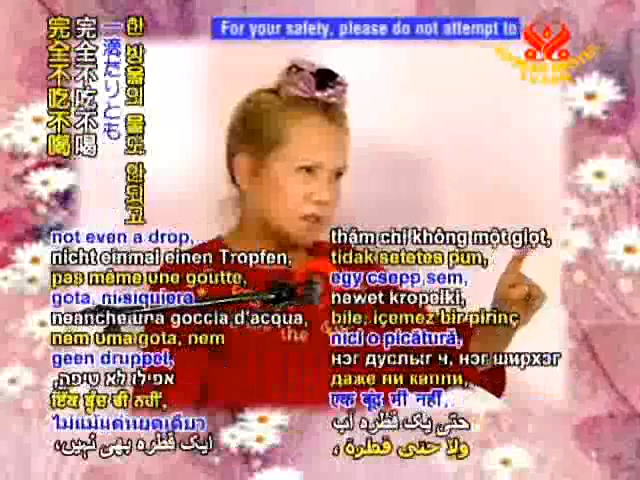 For your safety, please do not attempt to
完全不吃不喝
完全不吃不喝
一滴たりとも
한 방울의 물도 안되고
not even a drop,
nicht einmal einen Tropfen,
pas même une goutte,
gota, ni siquiera
neanche una goccia d'acqua,
nem uma gota, nem
geen druppel,
אפילו לא טיפה,
ਇੱਕ ਬੂੰਦ ਵੀ ਨਹੀਂ,
ไม่แม้แต่หยดเดียว
ایک قطرہ بھی نہیں،
thậm chí không một giọt,
tidak setetes pun,
egy csepp sem,
nawet kropelki,
bile, içemez bir pirinç
nici o picătură,
нэг дуслыг ч, нэг ширхэг
даже ни капли,
एक बूंद भी नहीं,
حتی یک قطره آب
ولا حتى قطرة،